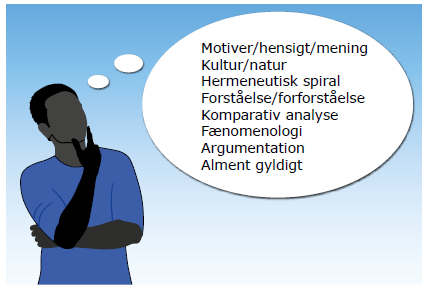 Motiver/hensigt/mening
Kultur/natur
Hermeneutisk spiral
Forståelse/forforståelse
Komparativ analyse
Fænomenologi
Argumentation
Alment gyldigt